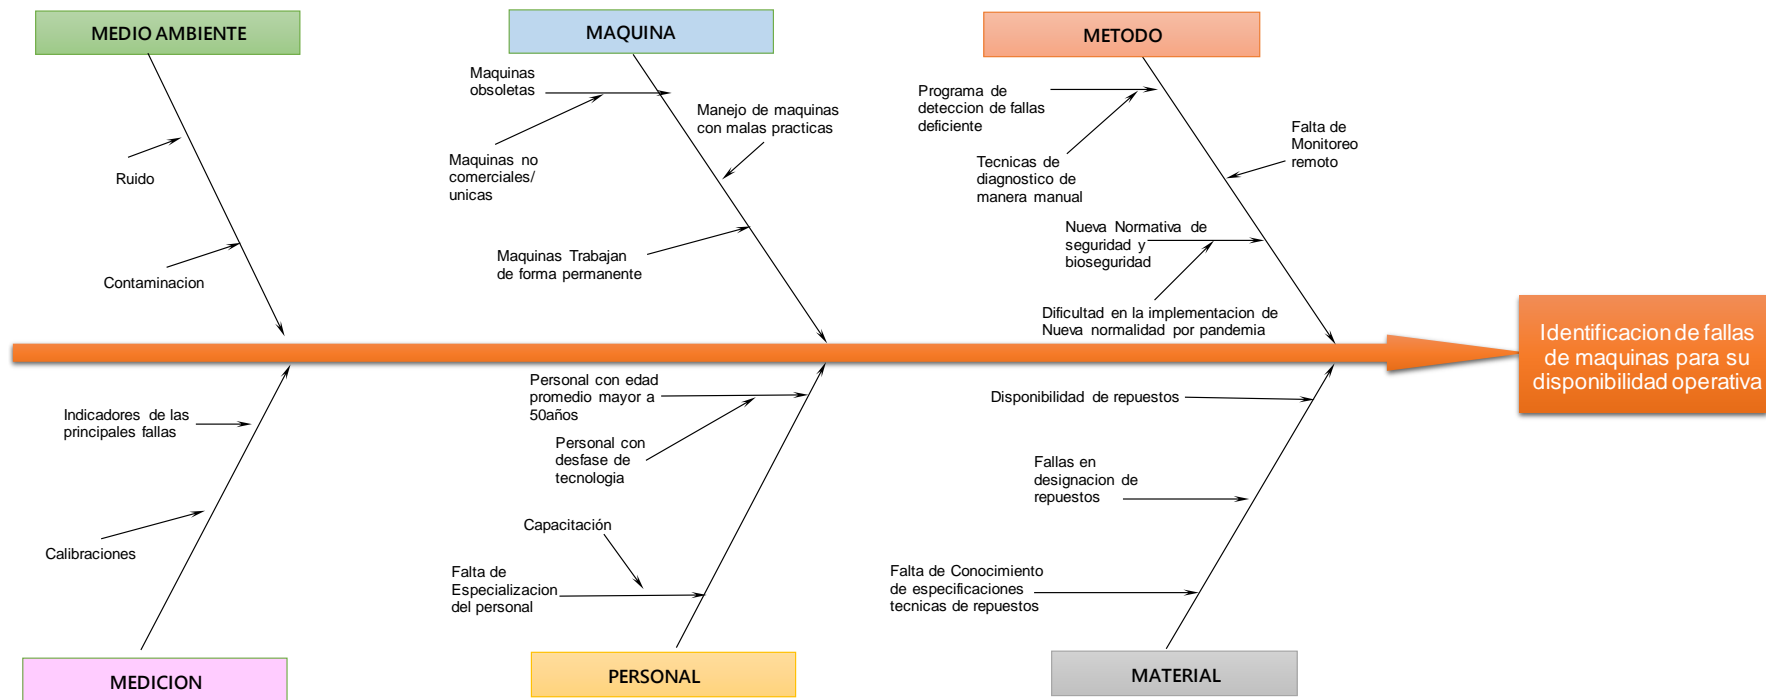 MEDIO AMBIENTE
MAQUINA
METODO
Maquinas
obsoletas
Manejo de maquinas
con malas practicas
Maquinas no
comerciales/
unicas
Maquinas Trabajan
de forma permanente
Programa de
deteccion de fallas
deficiente
Falta de
Monitoreo
remoto
Tecnicas de
diagnostico de
manera manual
Nueva Normativa de
seguridad y
bioseguridad
Dificultad en la implementacion de
Nueva normalidad por pandemia
Ruido
Contaminacion
Identificacion de fallas
de maquinas para su
disponibilidad operativa
Indicadores de las
principales fallas
Calibraciones
Personal con edad
promedio mayor a
50años
Personal con
desfase de
tecnologia
Capacitación
Falta de
Especializacion
del personal
Disponibilidad de repuestos
Fallas en
designacion de
repuestos
Falta de Conocimiento
de especificaciones
tecnicas de repuestos
MEDICION
PERSONAL
MATERIAL